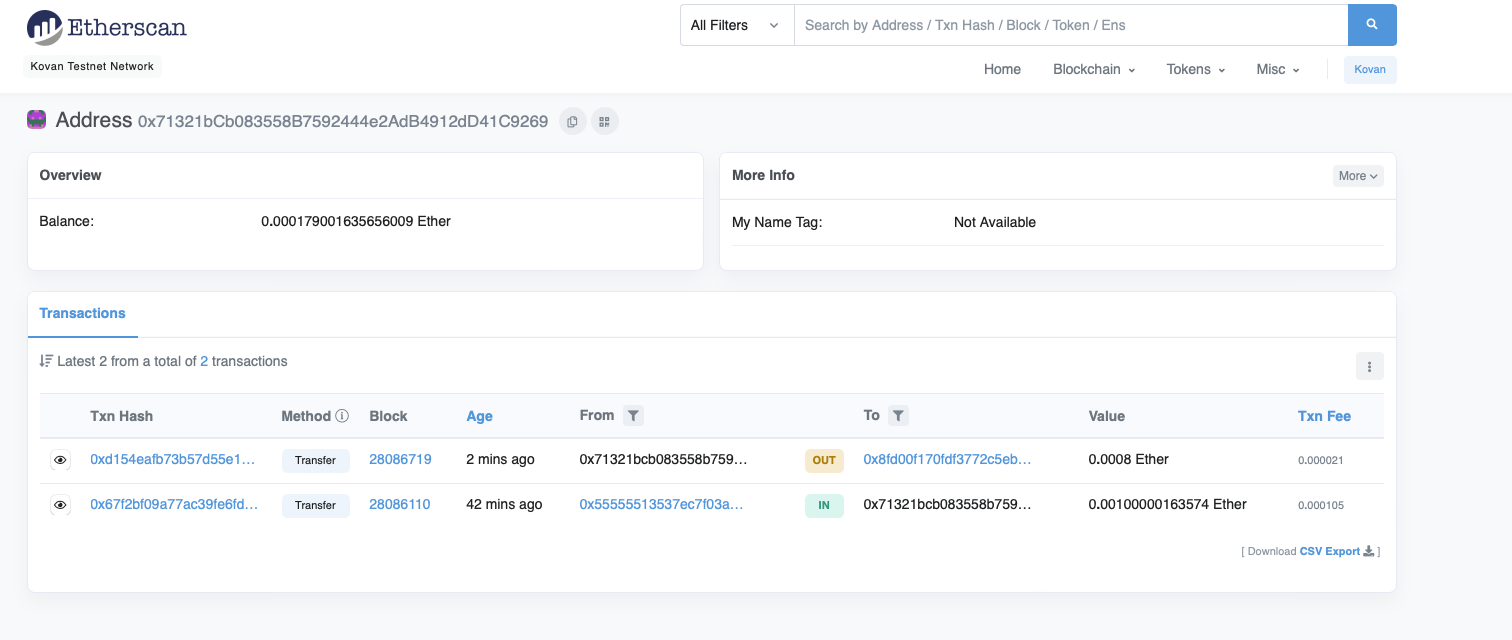 Etherscan
All Filters Search by Address / Txn Hash / Block / Token / Ens
Kovan Testnet Network
Home Blockchain Tokens Misc Kovan
Address 0x71321bCb083558B7592444e2AdB4912dD41C9269
Overview
Balance: 0.000179001635656009 Ether
More Info More
My Name Tag: Not Available
Transactions
Latest 2 from a total of 2 transactions
Txn Hash Method Block Age From To Value Txn Fee
0xd154eafb73b57d55e1... Transfer 28086719 2 mins ago 0x71321bcb083558b759... OUT 0x8fd00f170fdf3772c5eb... 0.0008 Ether 0.000021
0x67f2bf09a77ac39fe6fd... Transfer 28086110 42 mins ago 0x55555513537ec7f03a... IN 0x71321bcb083558b759... 0.00100000163574 Ether 0.000105
[ Download CSV Export ]